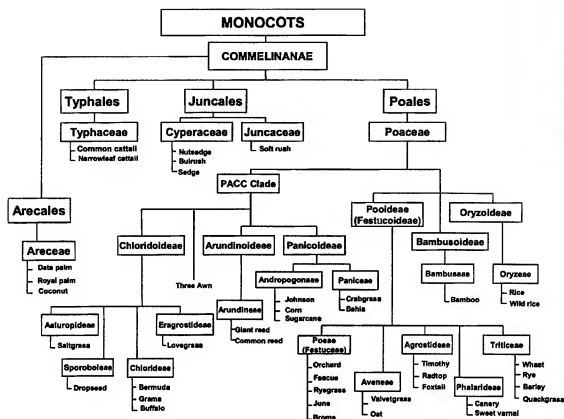 MONOCOTS
COMMELINANAE
Typhales
Juncales
Poales
Typhaceae
Common cattail
Narrowleaf cattail
Cyperaceae
Nutsedge
Bulrush
Sedge
Juncaceae
Soft rush
Poaceae
Arecales
Areceae
Data palm
Royal palm
Coconut
PACC Clade
Chloridoideae
Three Awn
Arundinoideee
Panicoideae
Pooideae
(Festucoideae)
Bambusoideae
Oryzoideae
Andropogoneae
Johnson
Corn
Sugarcane
Paniceae
Crabgrass
Bahia
Bambuseae
Bamboo
Oryzeae
Rice
Wild rice
Aeluropideae
Saltgrass
Eragrostideae
Lovegrass
Arundineae
Giant reed
Common reed
Sporoboleae
Dropseed
Chlorideae
Bermuda
Grama
Buffalo
Poeae
(Festuceae)
Orchard
Fescue
Ryegrass
June
Brome
Aveneae
Velvetgrass
Oat
Agrostideae
Timothy
Redtop
Foxtail
Phalarideae
Canary
Sweet varnal
Triticeae
Wheat
Rye
Barley
Quackgrass